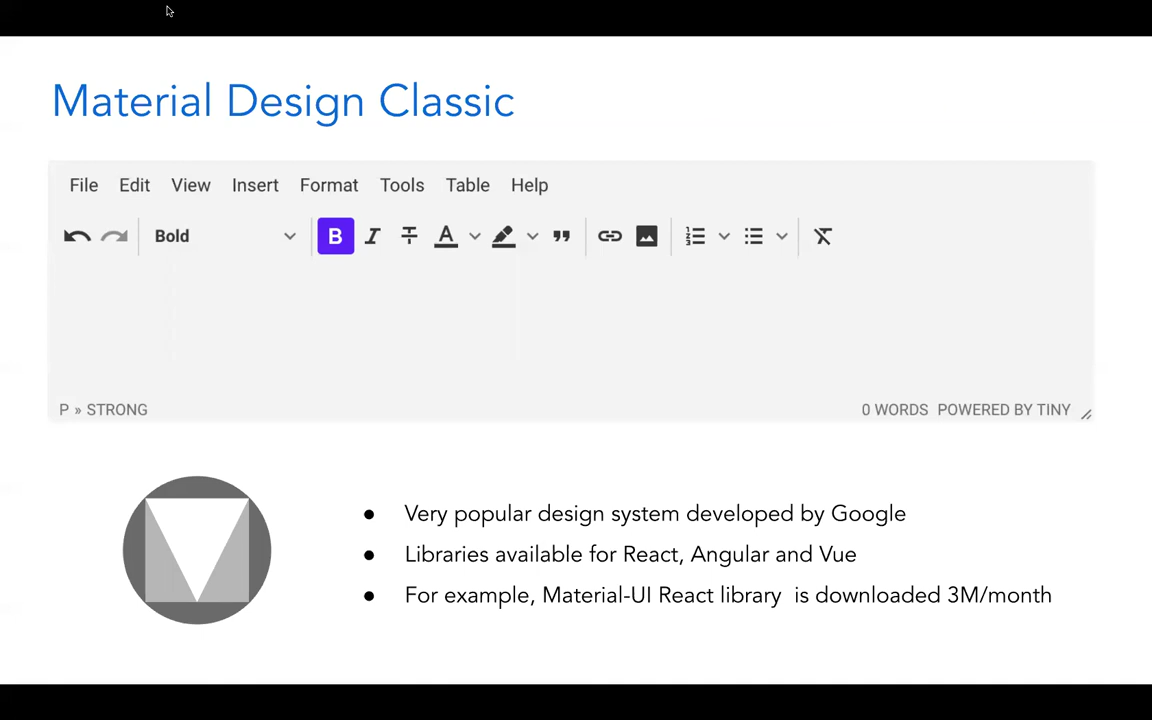 Material Design Classic
File Edit View Insert Format Tools Table Help
Bold B I T A
P » STRONG 0 WORDS POWERED BY TINY
● Very popular design system developed by Google
● Libraries available for React, Angular and Vue
● For example, Material-UI React library is downloaded 3M/month